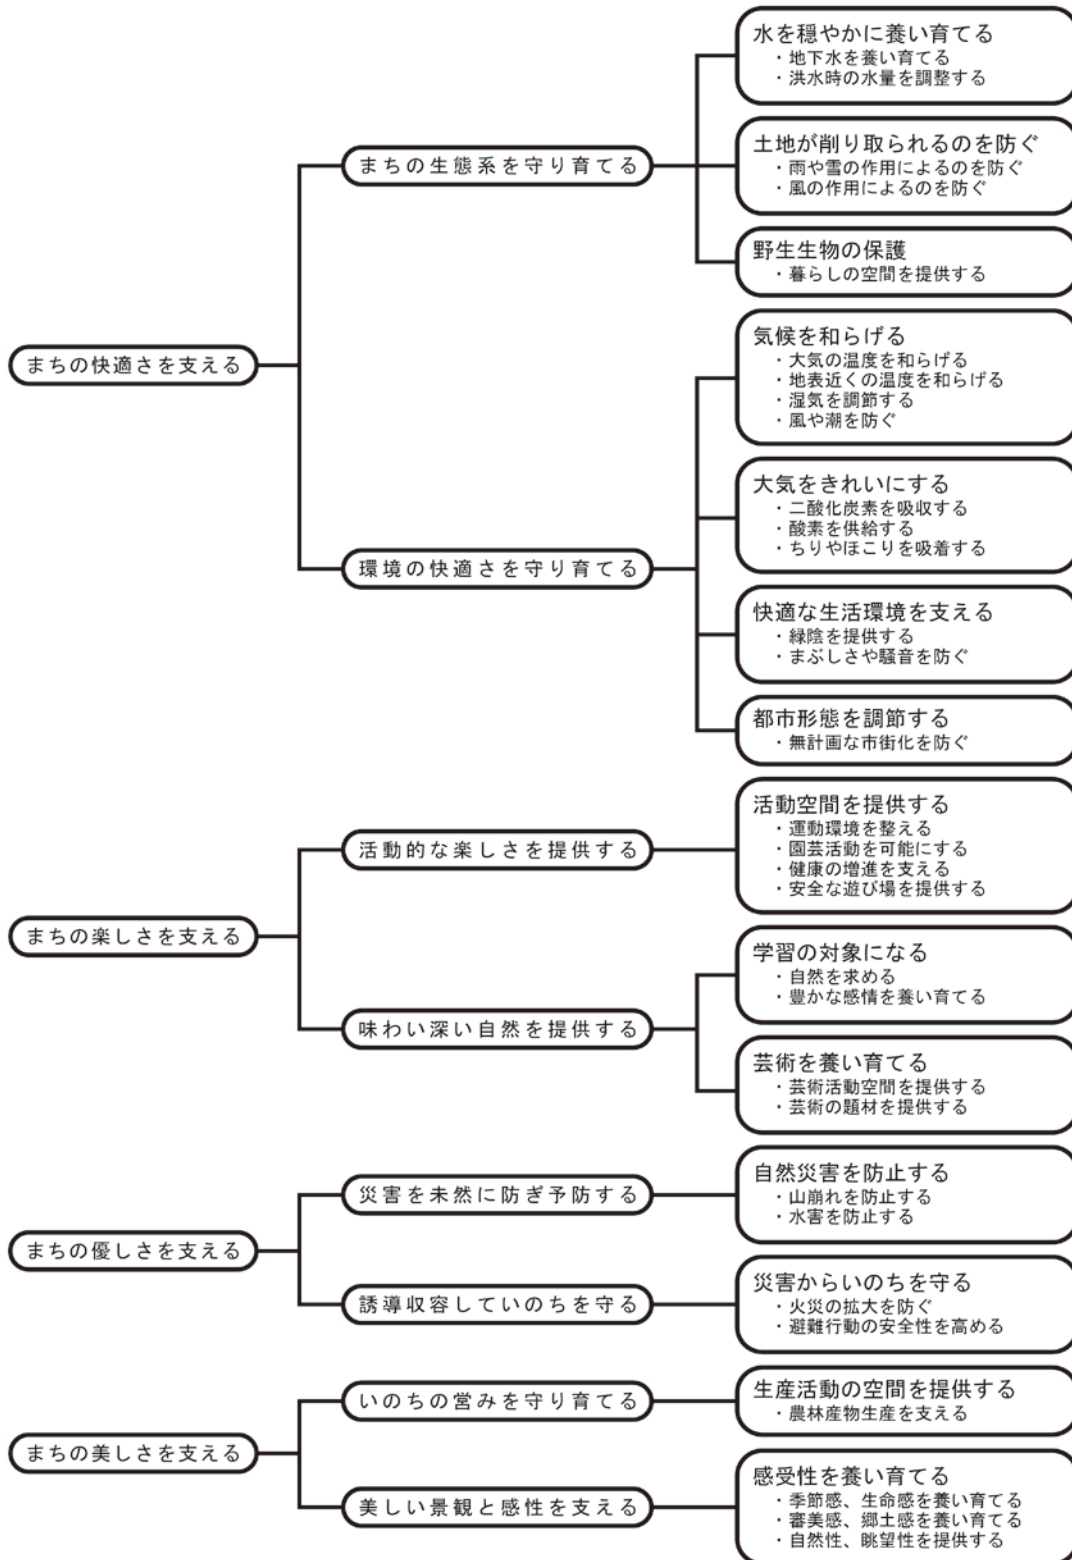 まちの快適さを支える
まちの生態系を守り育てる
水を穏やかに養い育てる
・地下水を養い育てる
・洪水時の水量を調整する
土地が削り取られるのを防ぐ
・雨や雪の作用によるのを防ぐ
・風の作用によるのを防ぐ
野生生物の保護
・暮らしの空間を提供する
環境の快適さを守り育てる
気候を和らげる
・大気の温度を和らげる
・地表近くの温度を和らげる
・湿気を調節する
・風や潮を防ぐ
大気をきれいにする
・二酸化炭素を吸収する
・酸素を供給する
・ちりやほこりを吸着する
快適な生活環境を支える
・緑陰を提供する
・まぶしさや騒音を防ぐ
都市形態を調節する
・無計画な市街化を防ぐ
まちの楽しさを支える
活動的な楽しさを提供する
活動空間を提供する
・運動環境を整える
・園芸活動を可能にする
・健康の増進を支える
・安全な遊び場を提供する
味わい深い自然を提供する
学習の対象になる
・自然を求める
・豊かな感情を養い育てる
芸術を養い育てる
・芸術活動空間を提供する
・芸術の題材を提供する
まちの優しさを支える
災害を未然に防ぎ予防する
自然災害を防止する
・山崩れを防止する
・水害を防止する
誘導収容していのちを守る
災害からいのちを守る
・火災の拡大を防ぐ
・避難行動の安全性を高める
まちの美しさを支える
いのちの営みを守り育てる
生産活動の空間を提供する
・農林産物生産を支える
美しい景観と感性を支える
感受性を養い育てる
・季節感、生命感を養い育てる
・審美感、郷土感を養い育てる
・自然性、眺望性を提供する